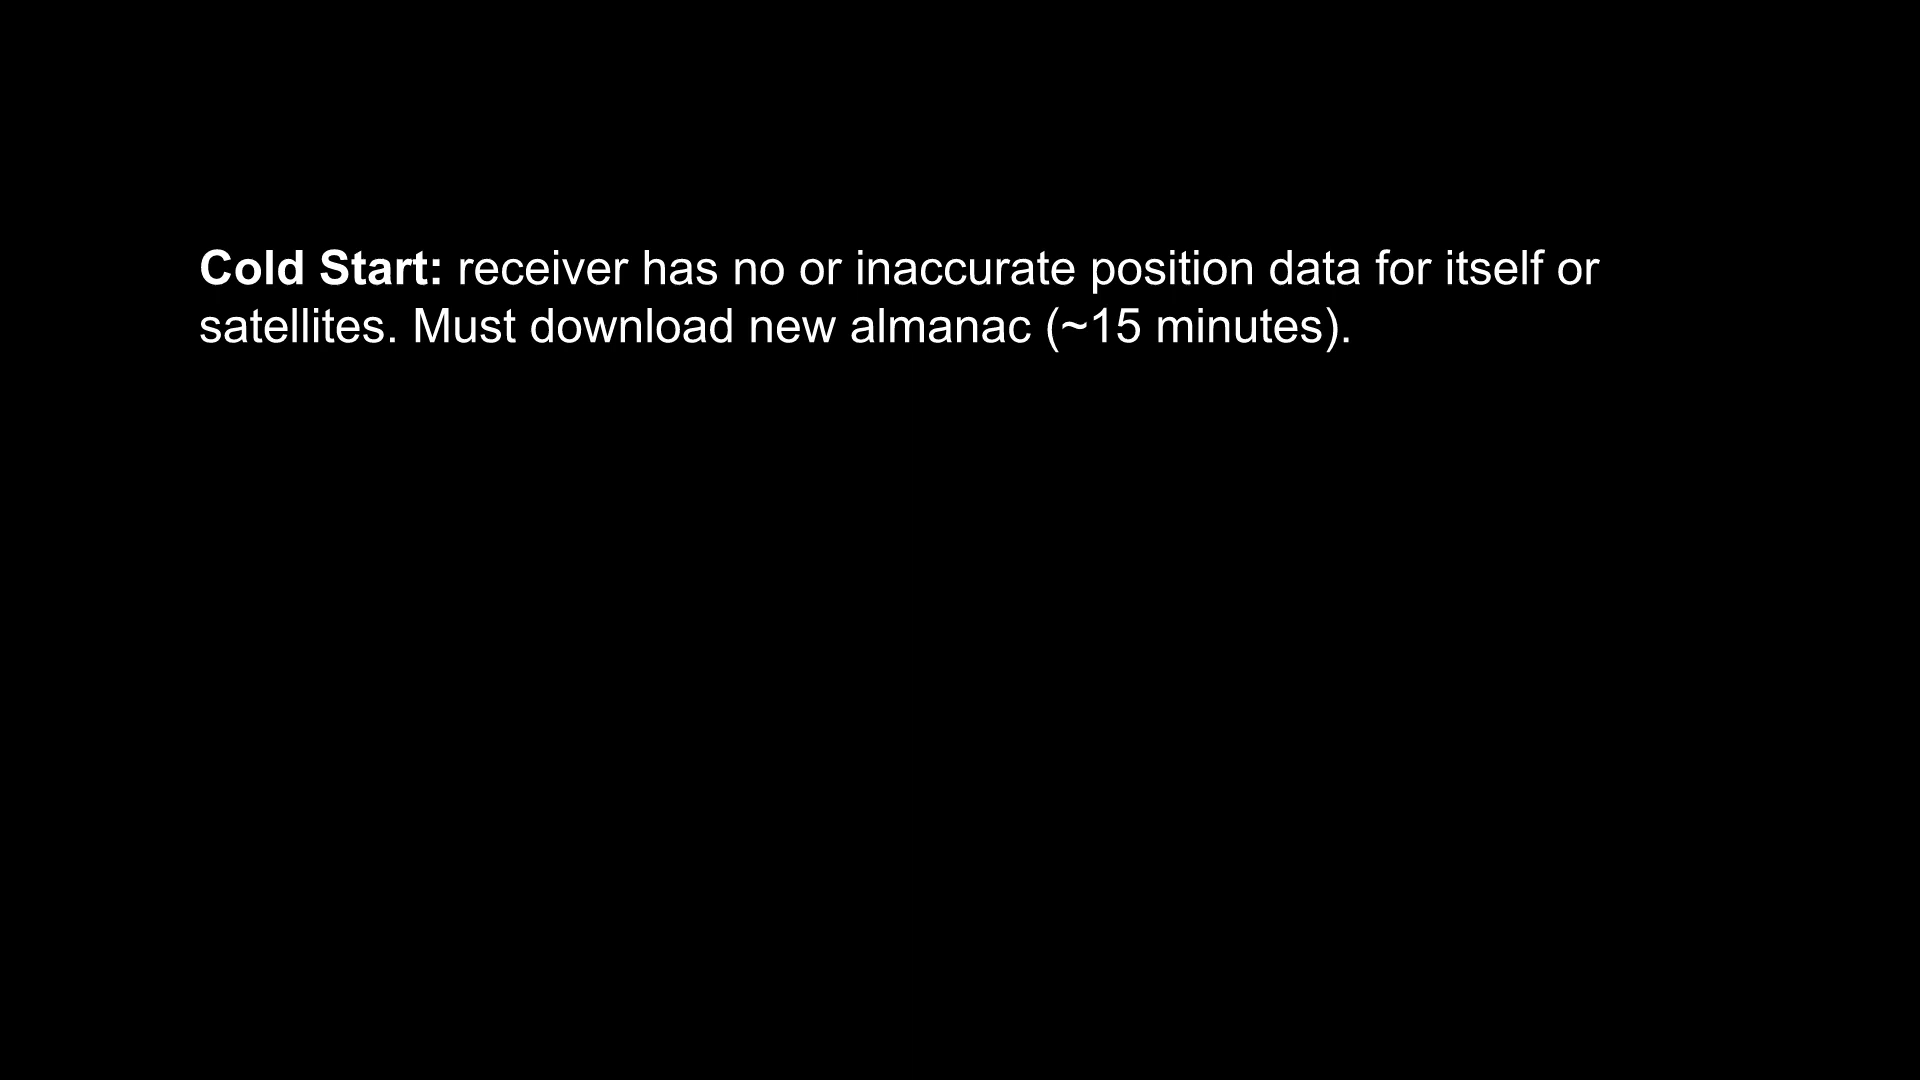 Cold Start: receiver has no or inaccurate position data for itself or
satellites. Must download new almanac (~15 minutes).